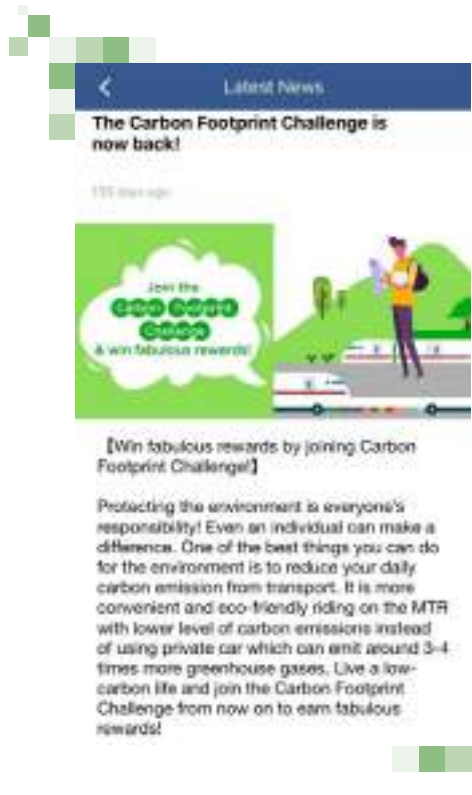 Latest News
The Carbon Footprint Challenge is
now back!
days ago
Join the
Carbon Footprint
Challenge
& win fabulous rewards!
【Win fabulous rewards by joining Carbon
Footprint Challenge!】
Protecting the environment is everyone's
responsibility! Even an individual can make a
difference. One of the best things you can do
for the environment is to reduce your daily
carbon emission from transport. It is more
convenient and eco-friendly riding on the MTR
with lower level of carbon emissions instead
of using private car which can emit around 3-4
times more greenhouse gases. Live a low-
carbon life and join the Carbon Footprint
Challenge from now on to earn fabulous
rewards!